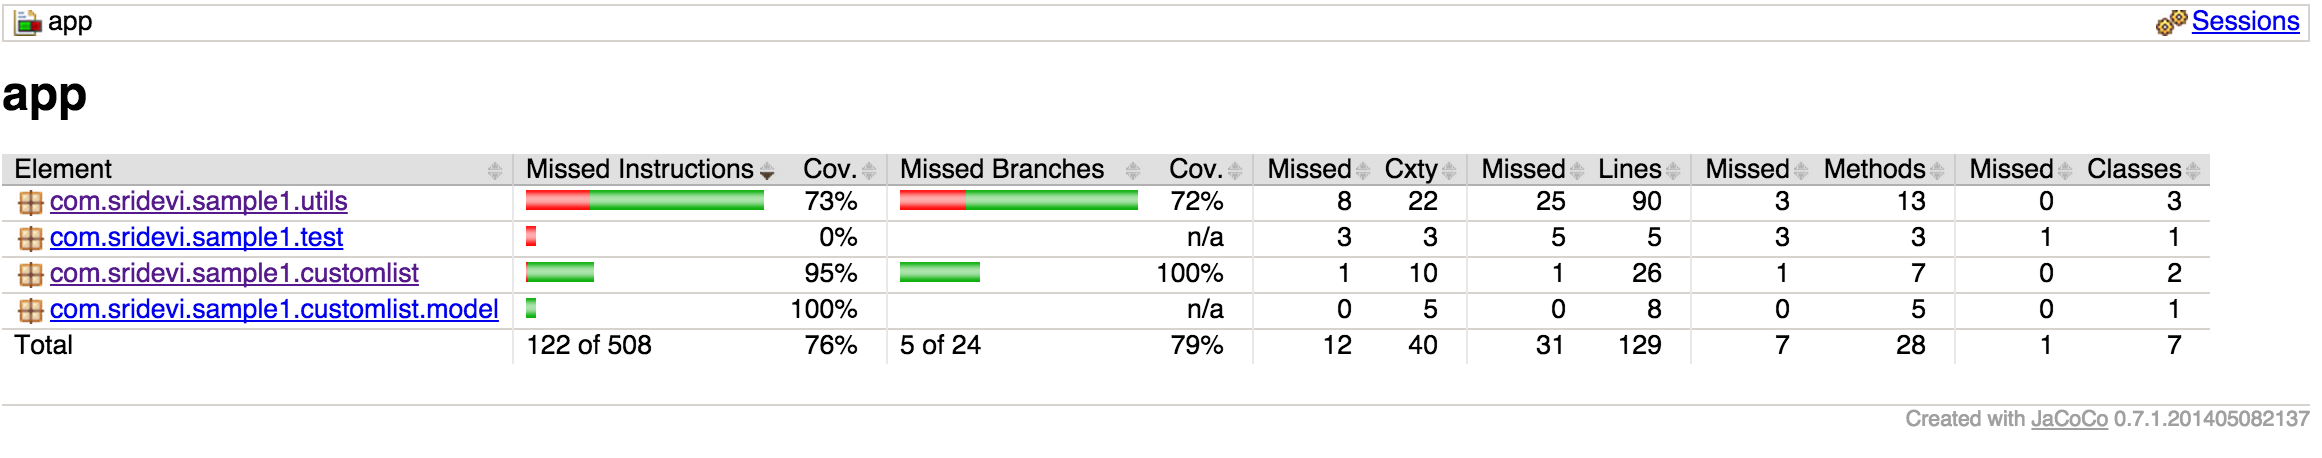 app Sessions
app
Element Missed Instructions Cov. Missed Branches Cov. Missed Cxty Missed Lines Missed Methods Missed Classes
com.sridevi.sample1.utils 73% 72% 8 22 25 90 3 13 0 3
com.sridevi.sample1.test 0% n/a 3 3 5 5 3 3 1 1
com.sridevi.sample1.customlist 95% 100% 1 10 1 26 1 7 0 2
com.sridevi.sample1.customlist.model 100% n/a 0 5 0 8 0 5 0 1
Total 122 of 508 76% 5 of 24 79% 12 40 31 129 7 28 1 7
Created with JaCoCo 0.7.1.201405082137